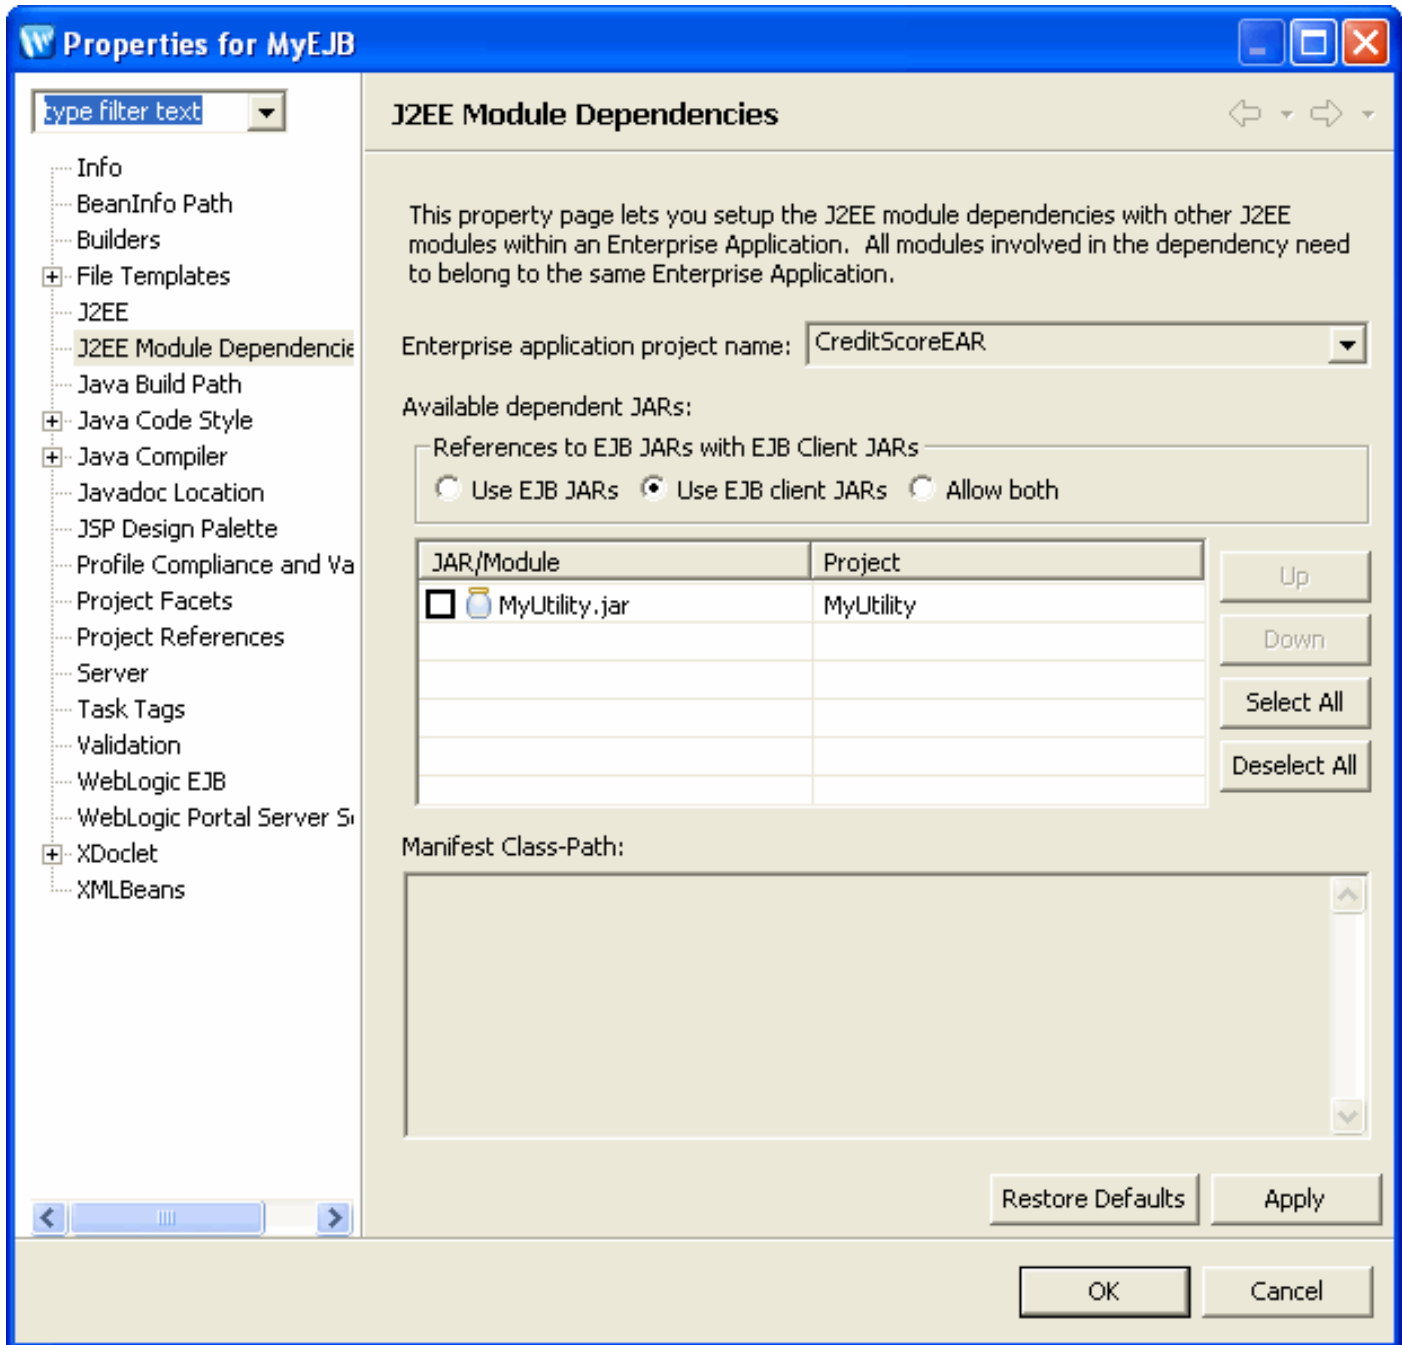 Properties for MyEJB
type filter text
Info
BeanInfo Path
Builders
File Templates
J2EE
J2EE Module Dependencie
Java Build Path
Java Code Style
Java Compiler
Javadoc Location
JSP Design Palette
Profile Compliance and Va
Project Facets
Project References
Server
Task Tags
Validation
WebLogic EJB
WebLogic Portal Server S
XDoclet
XMLBeans
J2EE Module Dependencies
This property page lets you setup the J2EE module dependencies with other J2EE
modules within an Enterprise Application. All modules involved in the dependency need
to belong to the same Enterprise Application.
Enterprise application project name: CreditScoreEAR
Available dependent JARs:
References to EJB JARs with EJB Client JARs
Use EJB JARs Use EJB client JARs Allow both
JAR/Module Project
MyUtility.jar MyUtility
Up
Down
Select All
Deselect All
Manifest Class-Path:
Restore Defaults Apply
OK Cancel